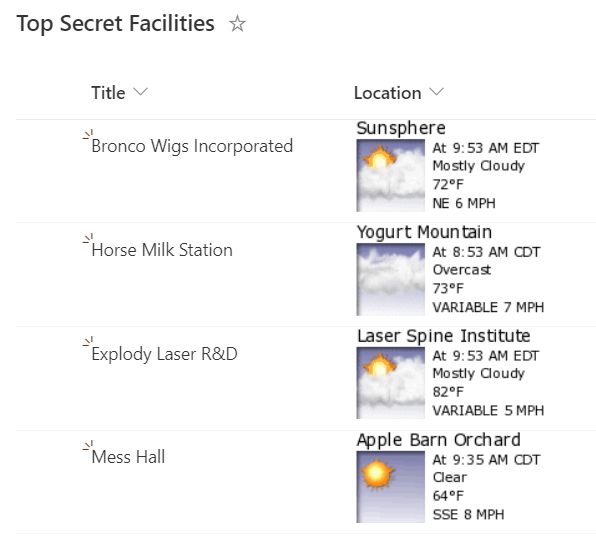 Top Secret Facilities
Title
Location
Bronco Wigs Incorporated
Sunsphere
At 9:53 AM EDT
Mostly Cloudy
72°F
NE 6 MPH
Horse Milk Station
Yogurt Mountain
At 8:53 AM CDT
Overcast
73°F
VARIABLE 7 MPH
Explody Laser R&D
Laser Spine Institute
At 9:53 AM EDT
Mostly Cloudy
82°F
VARIABLE 5 MPH
Mess Hall
Apple Barn Orchard
At 9:35 AM CDT
Clear
64°F
SSE 8 MPH